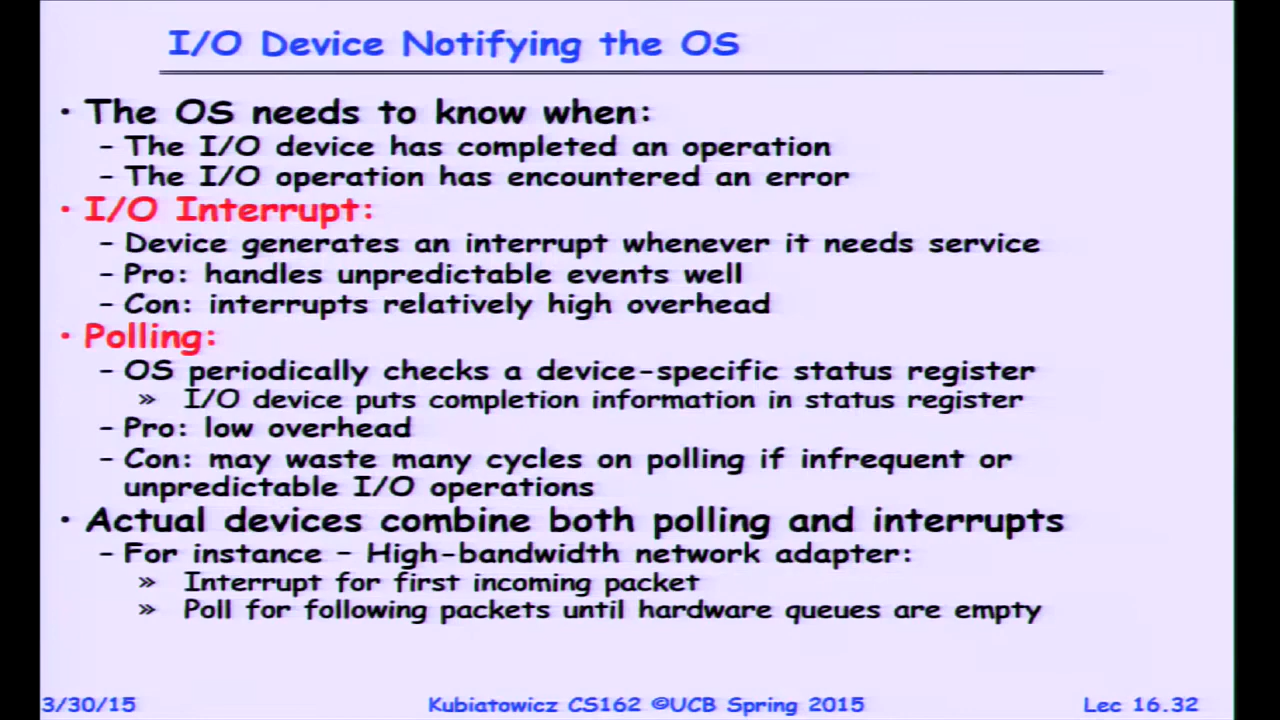 I/O Device Notifying the OS
• The OS needs to know when:
– The I/O device has completed an operation
– The I/O operation has encountered an error
• I/O Interrupt:
– Device generates an interrupt whenever it needs service
– Pro: handles unpredictable events well
– Con: interrupts relatively high overhead
• Polling:
– OS periodically checks a device-specific status register
» I/O device puts completion information in status register
– Pro: low overhead
– Con: may waste many cycles on polling if infrequent or
unpredictable I/O operations
• Actual devices combine both polling and interrupts
– For instance – High-bandwidth network adapter:
» Interrupt for first incoming packet
» Poll for following packets until hardware queues are empty
3/30/15
Kubiatowicz CS162 ©UCB Spring 2015
Lec 16.32